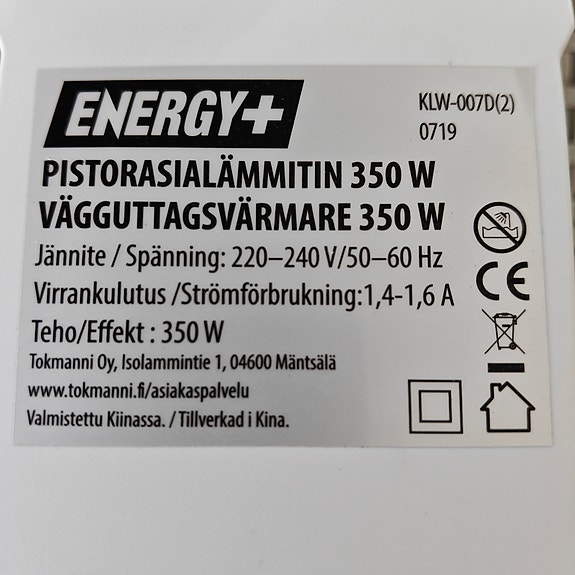 ENERGY+
KLW-007D(2)
0719
PISTORASIALÄMMITIN 350 W
VÄGGUTTAGSVÄRMARE 350 W
Jännite / Spänning: 220–240 V/50–60 Hz
Virrankulutus /Strömförbrukning:1,4-1,6 A
Teho/Effekt : 350 W
Tokmanni Oy, Isolammintie 1, 04600 Mäntsälä
www.tokmanni.fi/asiakaspalvelu
Valmistettu Kiinassa. / Tillverkad i Kina.
CE